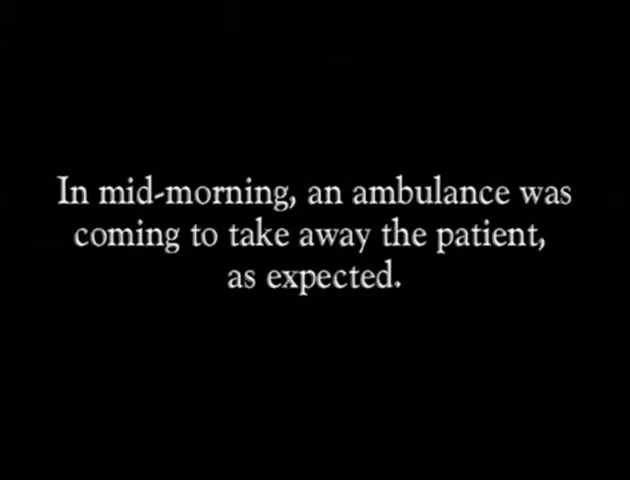 In mid-morning, an ambulance was
coming to take away the patient,
as expected.